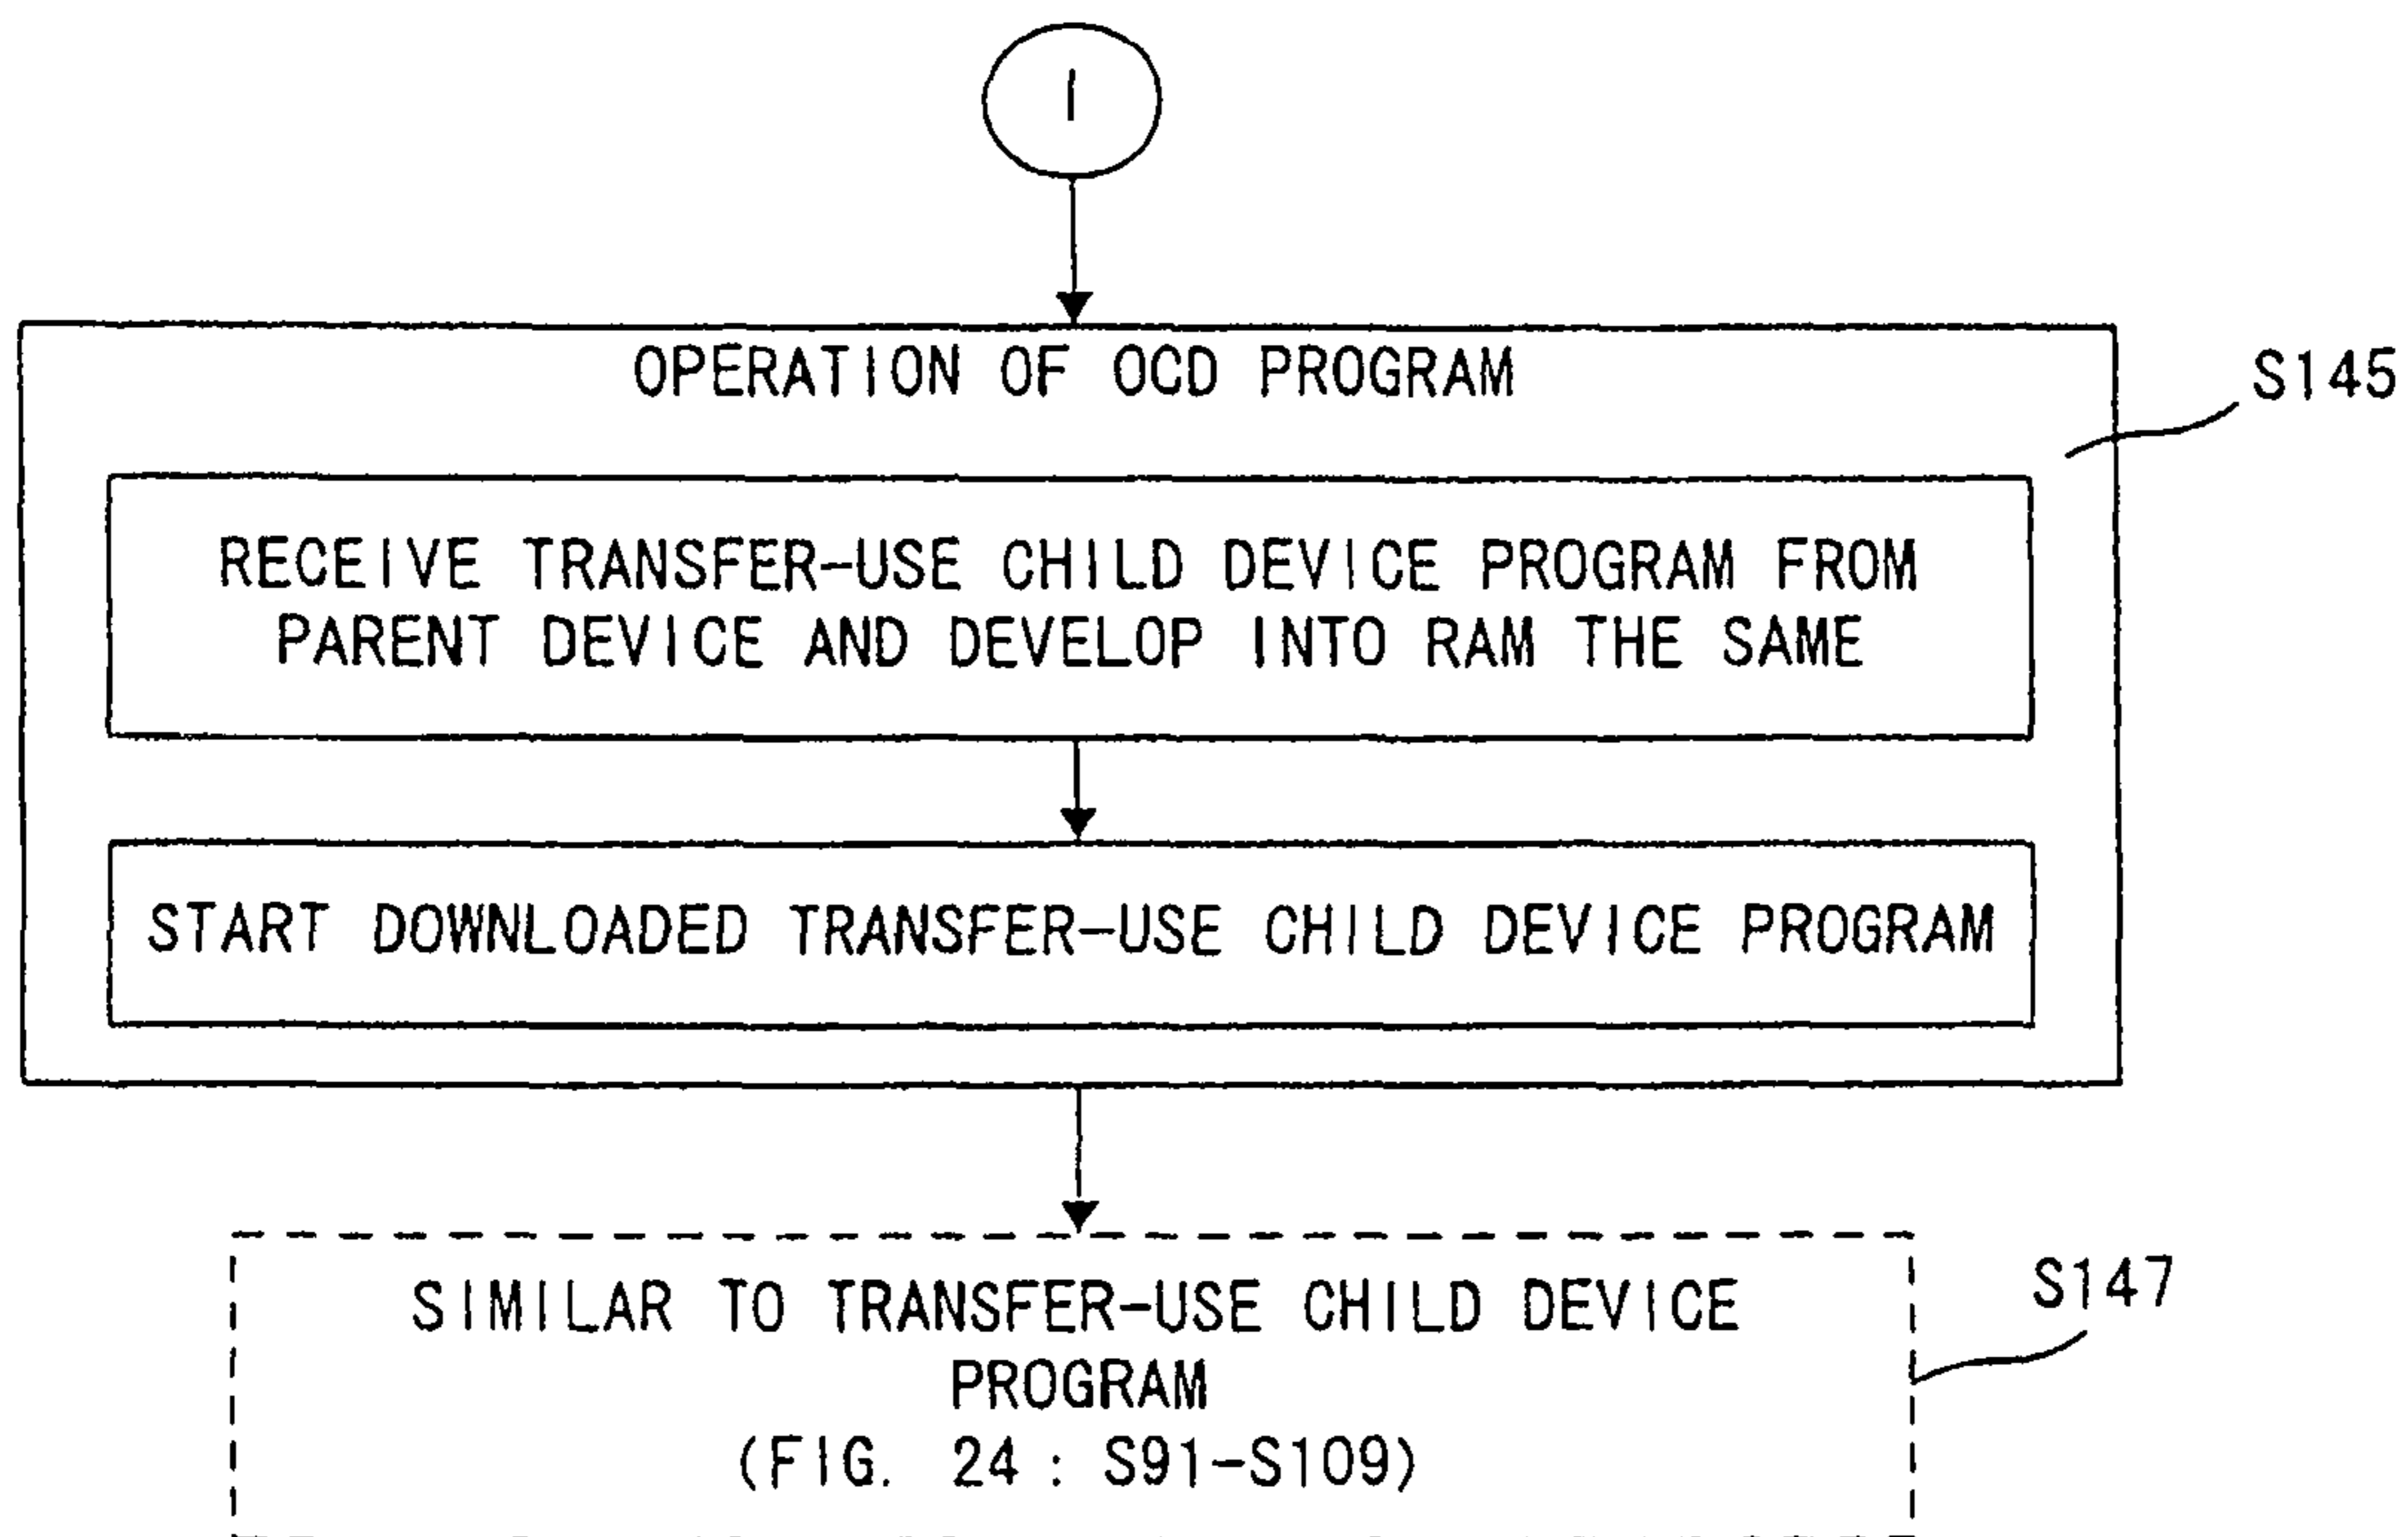 I
OPERATION OF OCD PROGRAM
S145
RECEIVE TRANSFER-USE CHILD DEVICE PROGRAM FROM
PARENT DEVICE AND DEVELOP INTO RAM THE SAME
START DOWNLOADED TRANSFER-USE CHILD DEVICE PROGRAM
SIMILAR TO TRANSFER-USE CHILD DEVICE
S147
PROGRAM
(FIG. 24 : S91-S109)